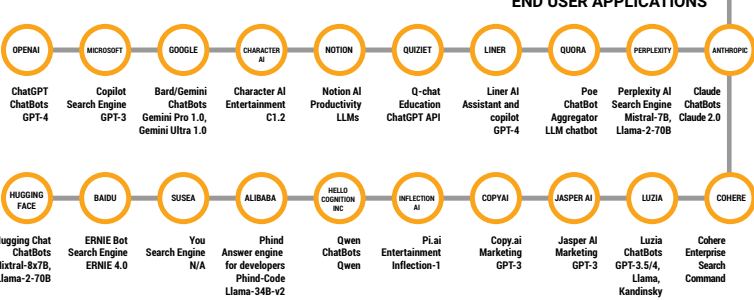 END USER APPLICATIONS
OPENAI
MICROSOFT
GOOGLE
CHARACTER
AI
NOTION
QUIZIET
LINER
QUORA
PERPLEXITY
ANTHROPIC
ChatGPT
ChatBots
GPT-4
Copilot
Search Engine
GPT-3
Bard/Gemini
ChatBots
Gemini Pro 1.0,
Gemini Ultra 1.0
Character AI
Entertainment
C1.2
Notion AI
Productivity
LLMs
Q-chat
Education
ChatGPT API
Liner AI
Assistant and
copilot
GPT-4
Poe
ChatBot
Aggregator
LLM chatbot
Perplexity AI
Search Engine
Mistral-7B,
Llama-2-70B
Claude
ChatBots
Claude 2.0
HUGGING
FACE
BAIDU
SUSEA
ALIBABA
HELLO
COGNITION
INC
INFLECTION
AI
COPYAI
JASPER AI
LUZIA
COHERE
Hugging Chat
ChatBots
Mixtral-8x7B,
Llama-2-70B
ERNIE Bot
Search Engine
ERNIE 4.0
You
Search Engine
N/A
Phind
Answer engine
for developers
Phind-Code
Llama-34B-v2
Qwen
ChatBots
Qwen
Pi.ai
Entertainment
Inflection-1
Copy.ai
Marketing
GPT-3
Jasper AI
Marketing
GPT-3
Luzia
ChatBots
GPT-3.5/4,
Llama,
Kandinsky
Cohere
Enterprise
Search
Command